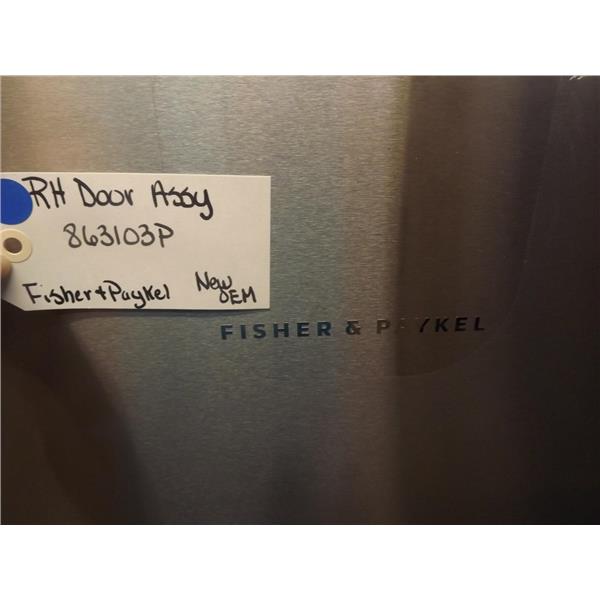 RH Door Assy
863103P
Fisher + Paykel New OEM
FISHER & PAYKEL